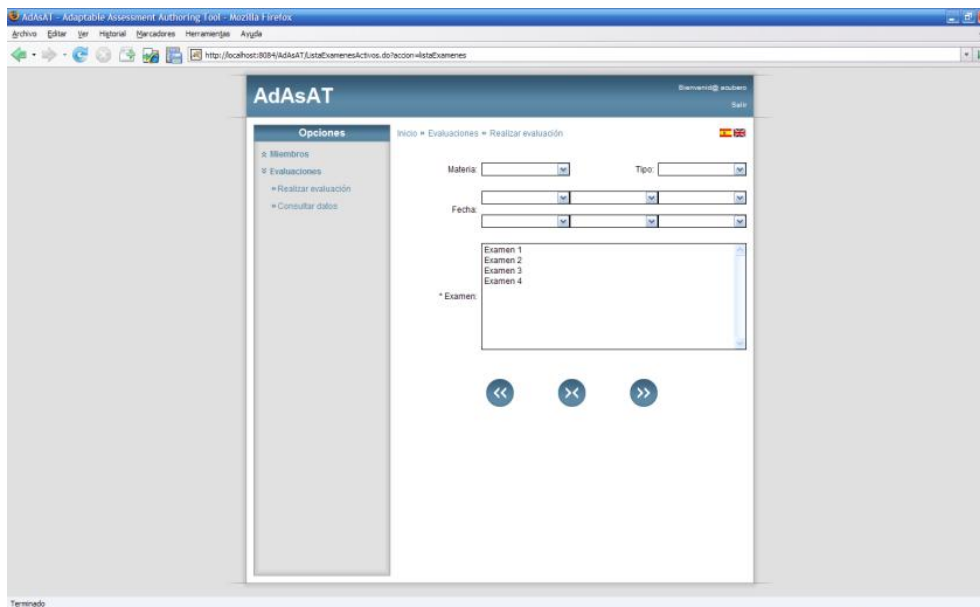 AdAsAT - Adaptable Assessment Authoring Tool - Mozilla Firefox
Archivo Editar Ver Historial Marcadores Herramientas Ayuda
http://localhost:8084/AdAsAT/ListaExamenesActivos.do?accion=listaExamenes
AdAsAT
Bienvenid@ acubero
Salir
Opciones
Miembros
Evaluaciones
Realizar evaluación
Consultar datos
Inicio » Evaluaciones » Realizar evaluación
Materia:
Tipo:
Fecha:
* Examen:
Examen 1
Examen 2
Examen 3
Examen 4
Terminado